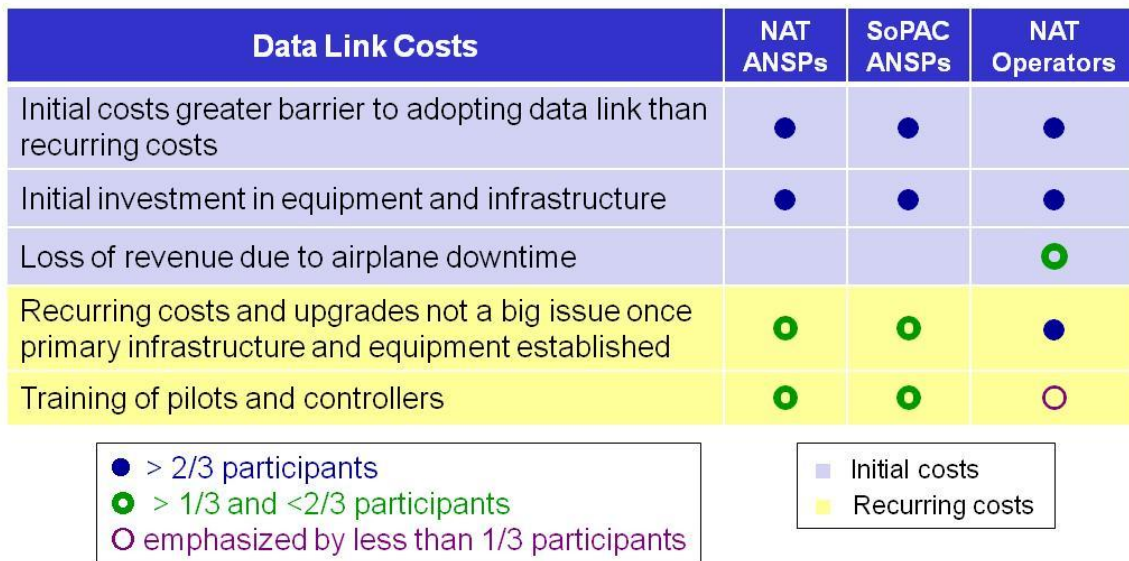 Data Link Costs
NAT
ANSPs
SoPAC
ANSPs
NAT
Operators
Initial costs greater barrier to adopting data link than
recurring costs
Initial investment in equipment and infrastructure
Loss of revenue due to airplane downtime
Recurring costs and upgrades not a big issue once
primary infrastructure and equipment established
Training of pilots and controllers
> 2/3 participants
> 1/3 and <2/3 participants
emphasized by less than 1/3 participants
Initial costs
Recurring costs